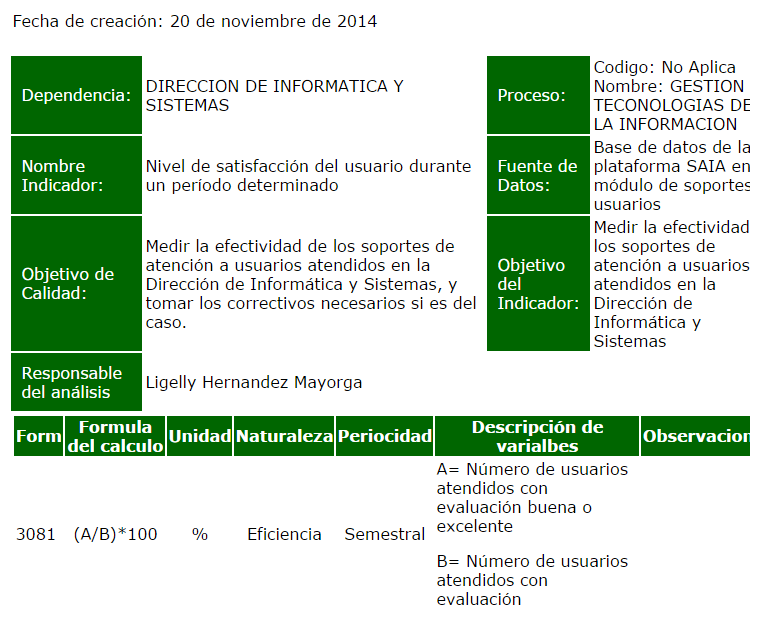 Fecha de creación: 20 de noviembre de 2014
Dependencia:
DIRECCION DE INFORMATICA Y
SISTEMAS
Proceso:
Codigo: No Aplica
Nombre: GESTION
TECONOLOGIAS DE
LA INFORMACION
Nombre
Indicador:
Nivel de satisfacción del usuario durante
un período determinado
Fuente de
Datos:
Base de datos de la
plataforma SAIA en
módulo de soportes
usuarios
Objetivo de
Calidad:
Medir la efectividad de los soportes de
atención a usuarios atendidos en la
Dirección de Informática y Sistemas, y
tomar los correctivos necesarios si es del
caso.
Objetivo
del
Indicador:
Medir la efectividad
los soportes de
atención a usuarios
atendidos en la
Dirección de
Informática y
Sistemas
Responsable
del análisis
Ligelly Hernandez Mayorga
Form
Formula
del calculo
Unidad
Naturaleza
Periocidad
Descripción de
varialbes
Observacion
3081
(A/B)*100
%
Eficiencia
Semestral
A= Número de usuarios
atendidos con
evaluación buena o
excelente
B= Número de usuarios
atendidos con
evaluación